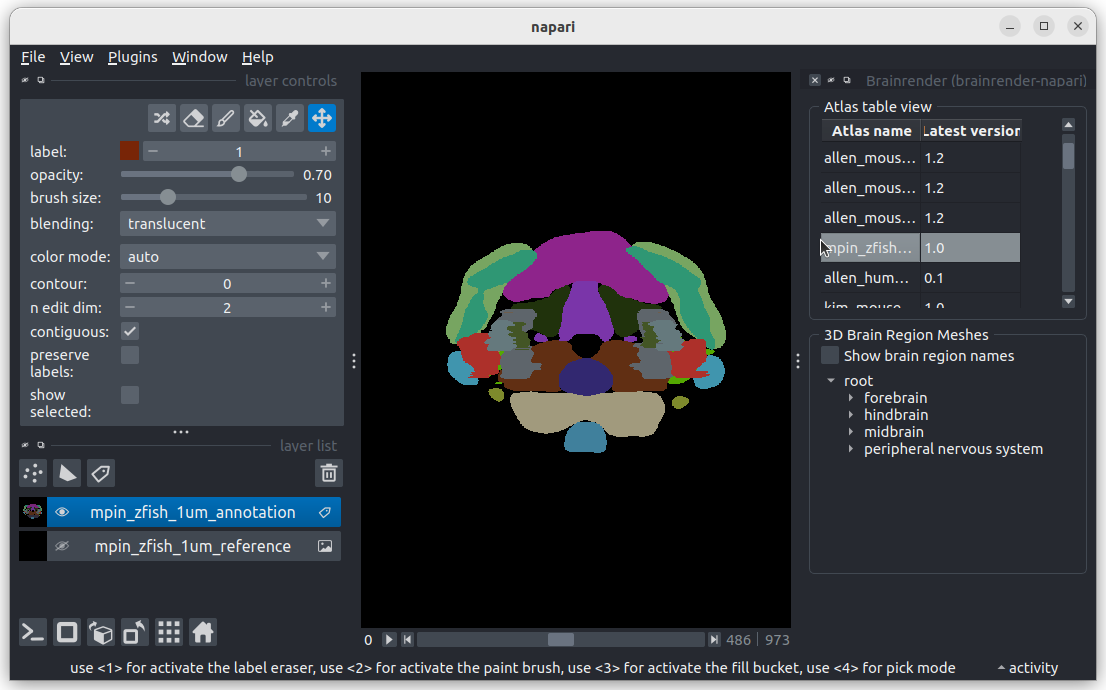 napari
File View Plugins Window Help
layer controls
label: 1
opacity: 0.70
brush size: 10
blending: translucent
color mode: auto
contour: 0
n edit dim: 2
contiguous:
preserve
labels:
show
selected:
layer list
mpin_zfish_1um_annotation
mpin_zfish_1um_reference
0 486 973
Brainrender (brainrender-napari)
Atlas table view
Atlas name Latest version
allen_mous... 1.2
allen_mous... 1.2
allen_mous... 1.2
mpin_zfish... 1.0
allen_hum... 0.1
kim_mouse 1.0
3D Brain Region Meshes
Show brain region names
root
forebrain
hindbrain
midbrain
peripheral nervous system
use <1> for activate the label eraser, use <2> for activate the paint brush, use <3> for activate the fill bucket, use <4> for pick mode
activity